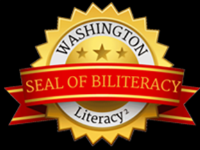 WASHINGTON
SEAL OF BILITERACY
Literacy²